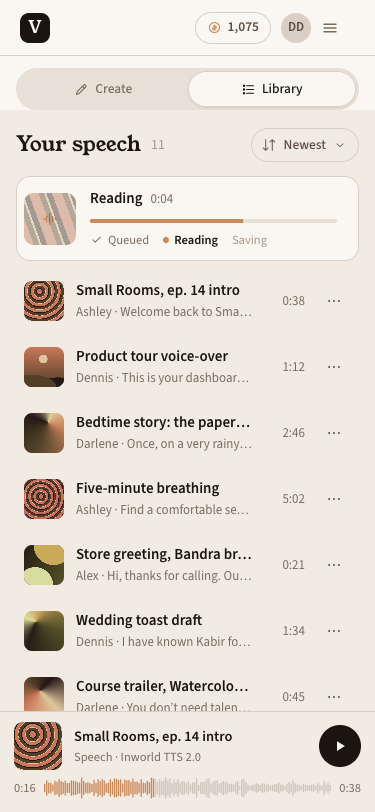 V
1,075
DD
Create
Library
Your speech 11
Newest
Reading 0:04
Queued
Reading
Saving
Small Rooms, ep. 14 intro
Ashley · Welcome back to Sma…
0:38
Product tour voice-over
Dennis · This is your dashboar…
1:12
Bedtime story: the paper…
Darlene · Once, on a very rainy…
2:46
Five-minute breathing
Ashley · Find a comfortable se…
5:02
Store greeting, Bandra br…
Alex · Hi, thanks for calling. Ou…
0:21
Wedding toast draft
Dennis · I have known Kabir fo…
1:34
Course trailer, Watercolo…
Darlene · You don't need talen…
0:45
Small Rooms, ep. 14 intro
Speech · Inworld TTS 2.0
0:16
0:38